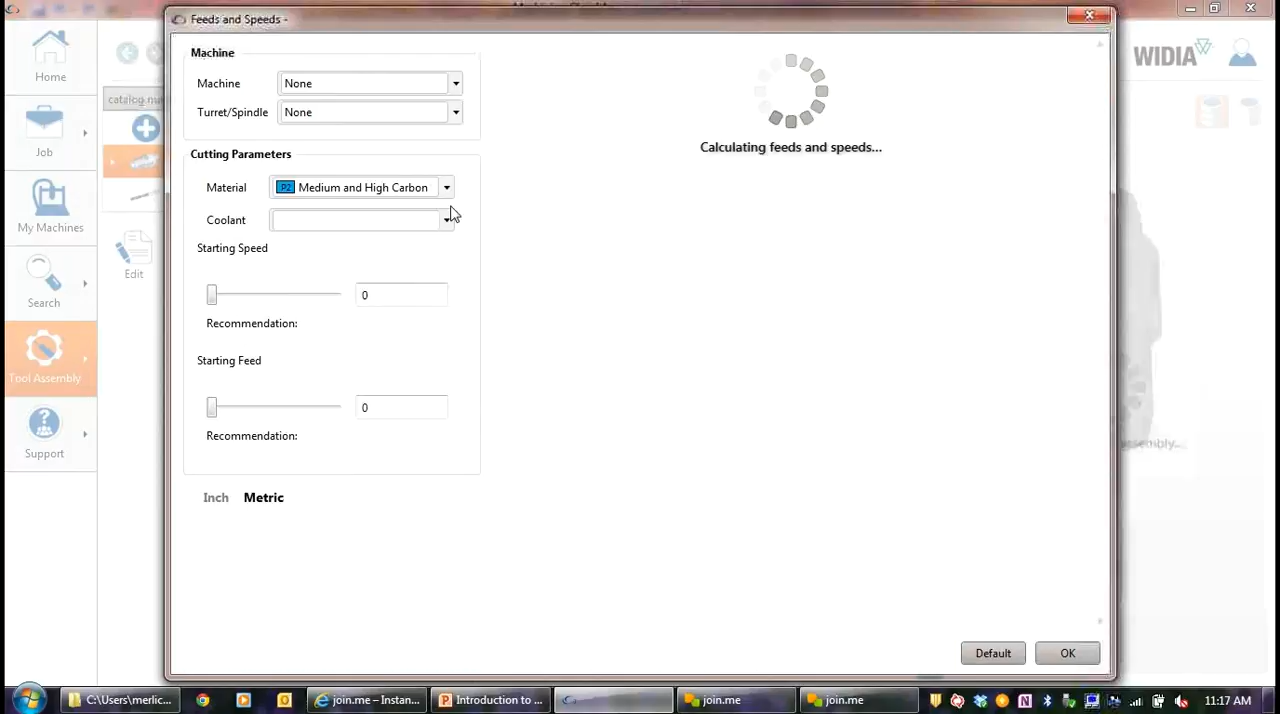 Feeds and Speeds -
Home
Job
My Machines
Search
Tool Assembly
Support
Edit
Machine
Machine
None
Turret/Spindle
None
Cutting Parameters
Material
P2
Medium and High Carbon
Coolant
Starting Speed
0
Recommendation:
Starting Feed
0
Recommendation:
Inch
Metric
Calculating feeds and speeds...
WIDIA
Default
OK
C:\Users\merlic...
join.me – Instan...
Introduction to ...
join.me
join.me
11:17 AM